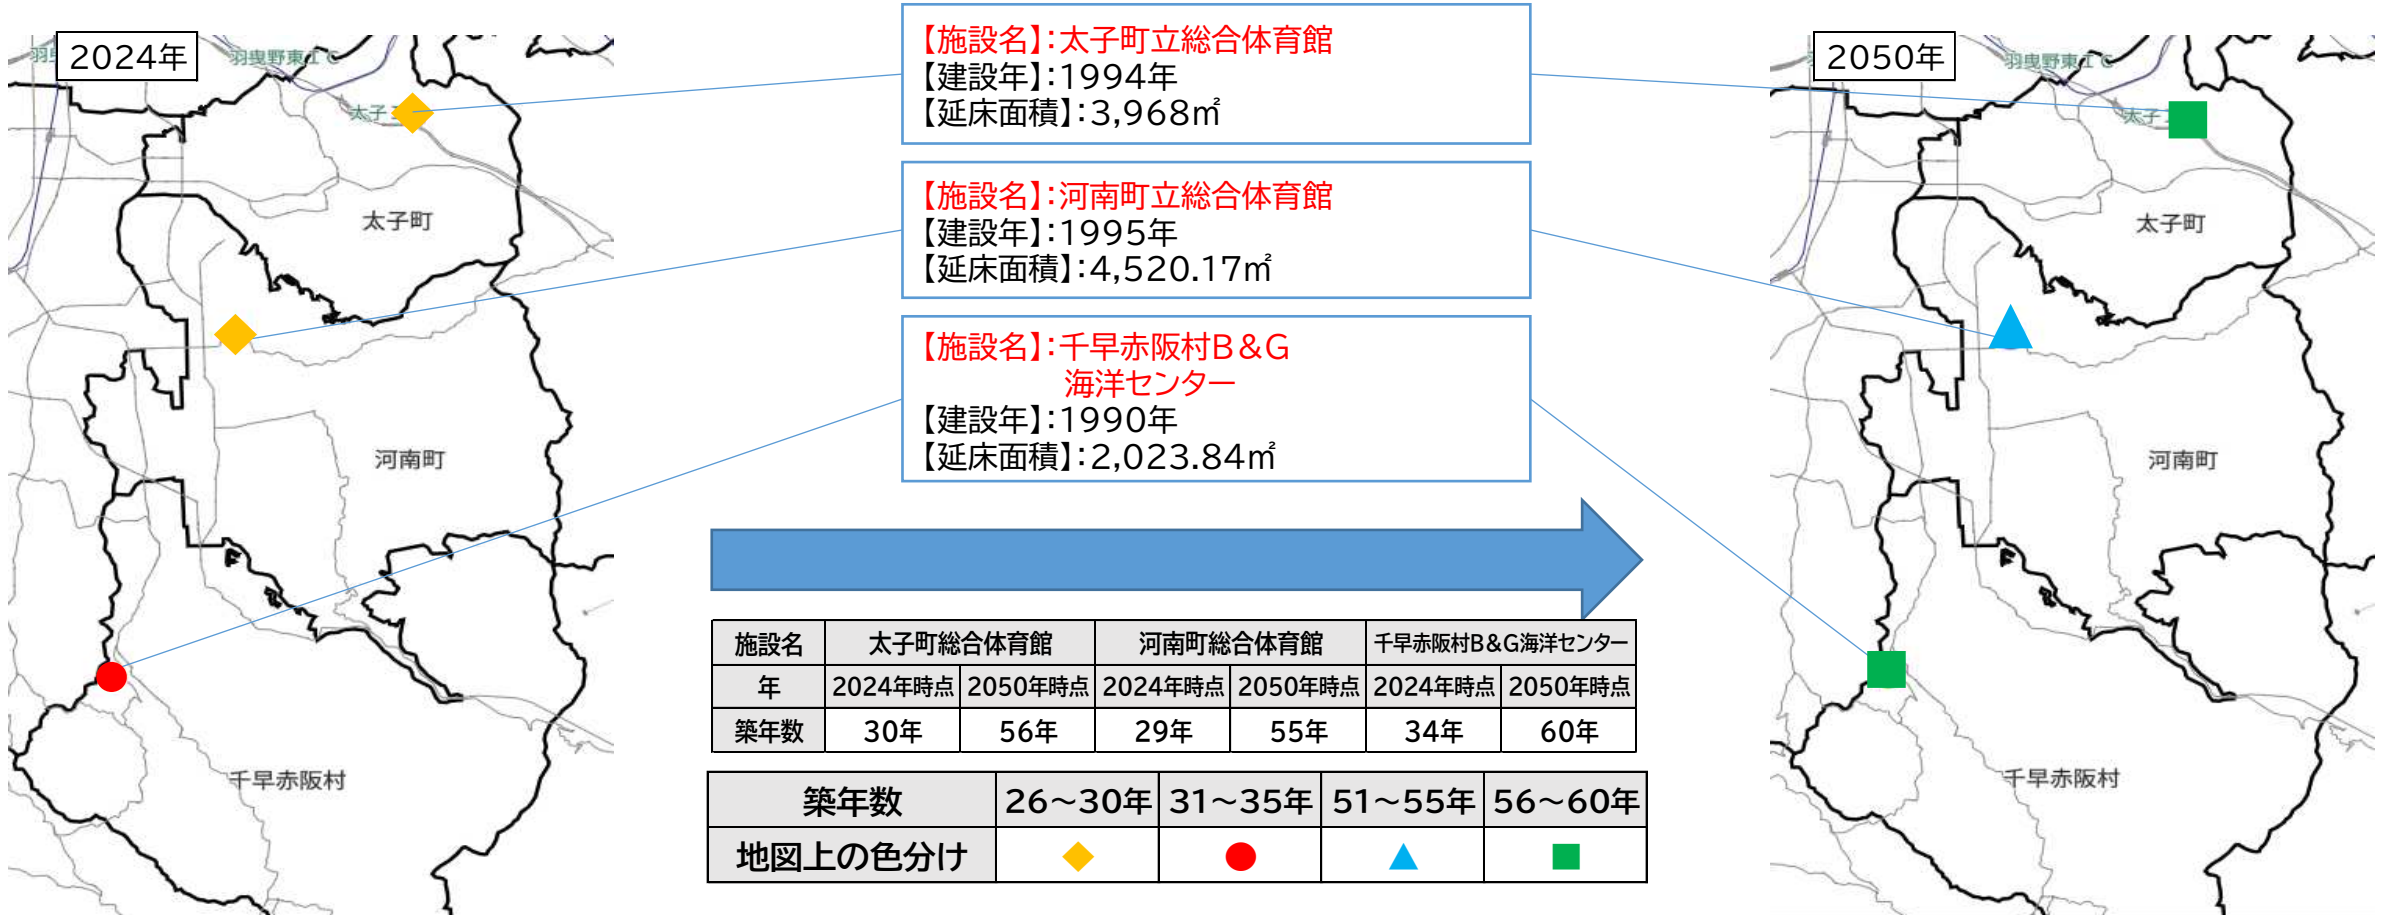 2024年
羽曳野東IC
太子
太子町
河南町
千早赤阪村
【施設名】:太子町立総合体育館
【建設年】:1994年
【延床面積】:3,968㎡
【施設名】:河南町立総合体育館
【建設年】:1995年
【延床面積】:4,520.17㎡
【施設名】:千早赤阪村B&G
海洋センター
【建設年】:1990年
【延床面積】:2,023.84㎡
施設名 太子町総合体育館 河南町総合体育館 千早赤阪村B&G海洋センター
年 2024年時点 2050年時点 2024年時点 2050年時点 2024年時点 2050年時点
築年数 30年 56年 29年 55年 34年 60年
築年数 26～30年 31～35年 51～55年 56～60年
地図上の色分け
2050年
羽曳野東IC
太子
太子町
河南町
千早赤阪村